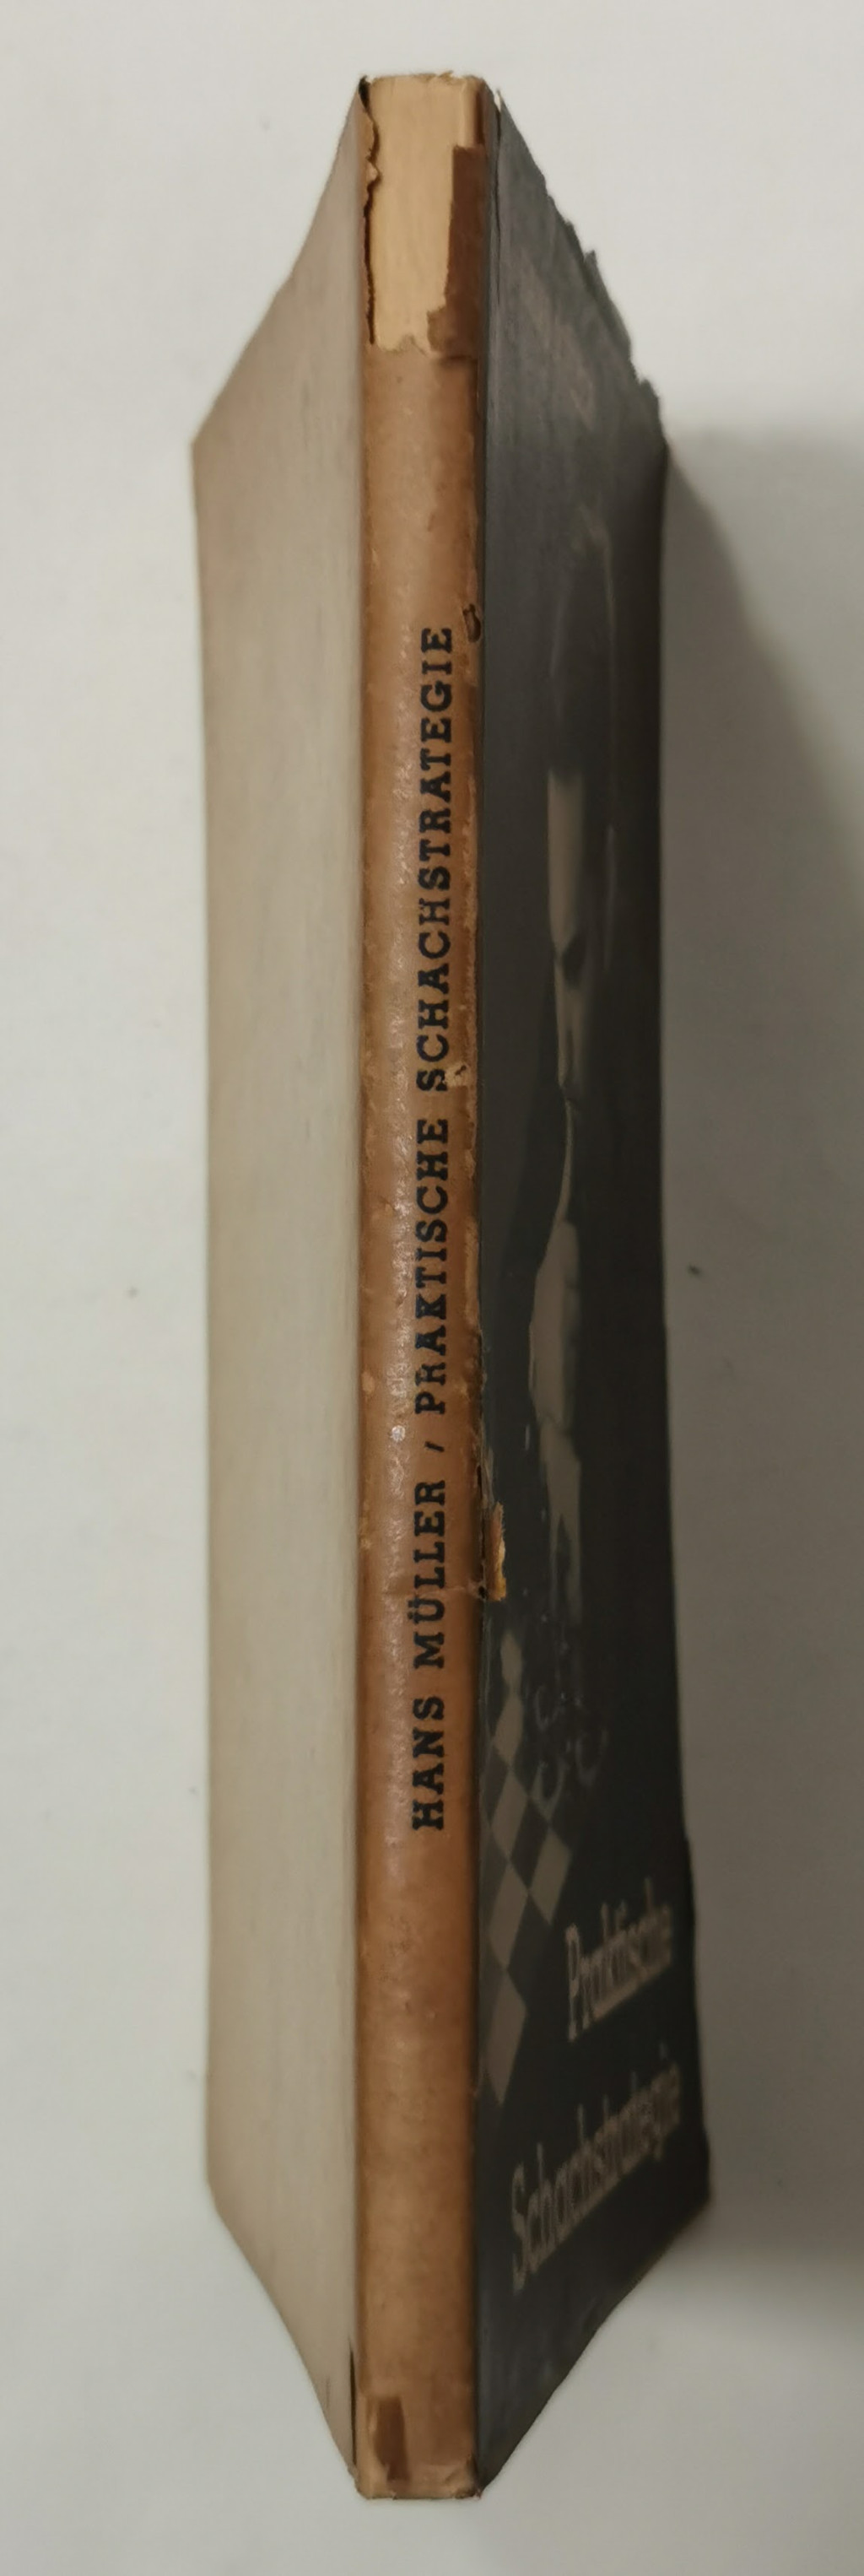 HANS MÜLLER / PRAKTISCHE SCHACHSTRATEGIE
Praktische
Schachstrategie